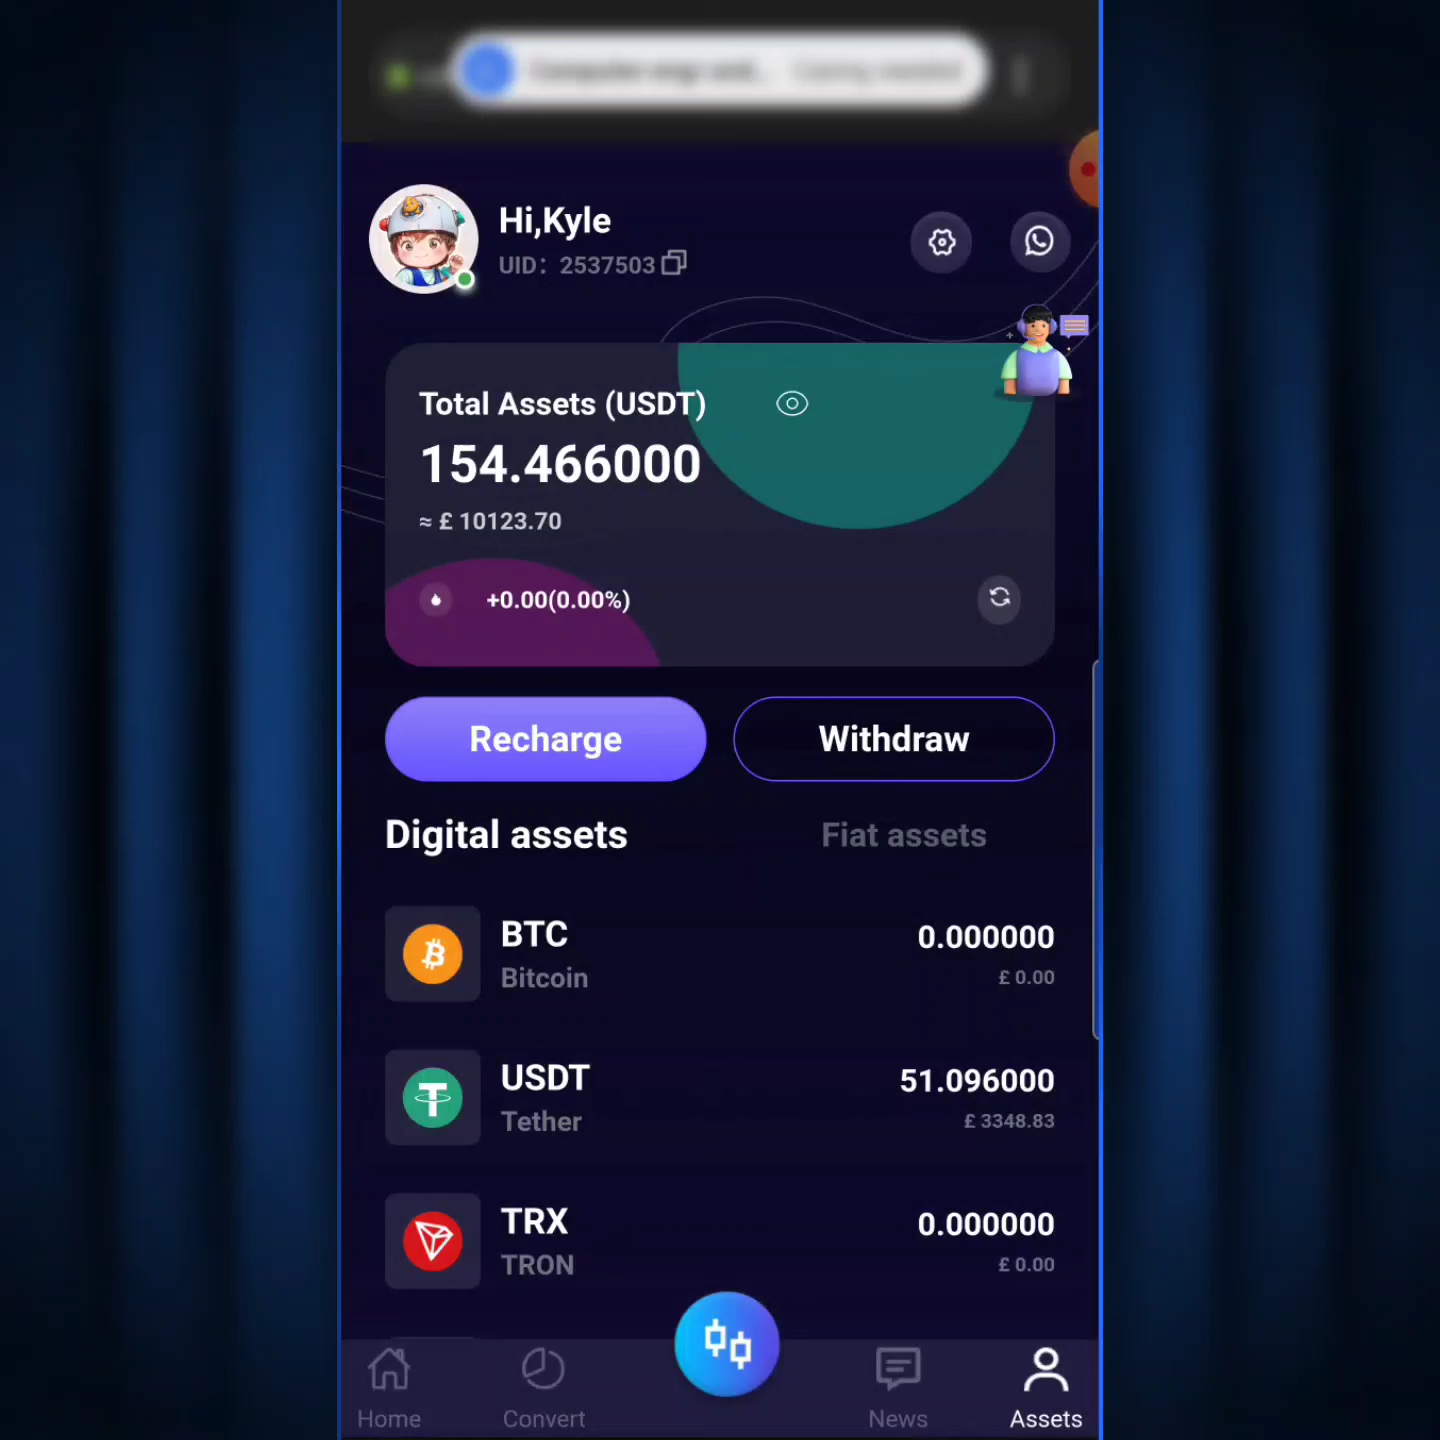 Hi,Kyle
UID: 2537503
Total Assets (USDT)
154.466000
≈ £ 10123.70
+0.00(0.00%)
Recharge
Withdraw
Digital assets
Fiat assets
BTC
0.000000
Bitcoin
£ 0.00
USDT
51.096000
Tether
£ 3348.83
TRX
0.000000
TRON
£ 0.00
Home
Convert
News
Assets